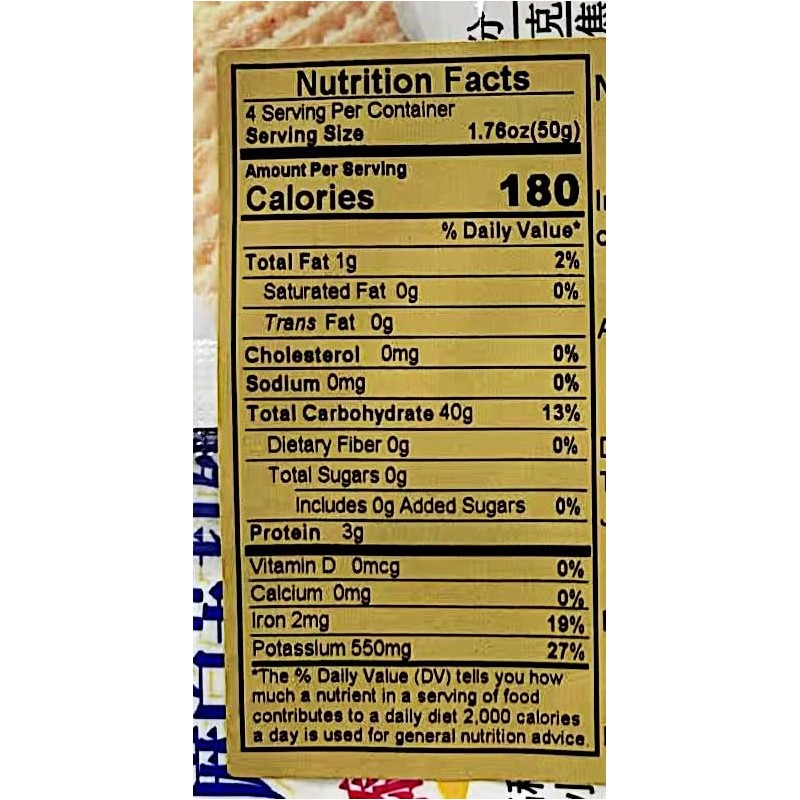 分 一克焦
Nutrition Facts
4 Serving Per Container
Serving Size 1.76oz(50g)
Amount Per Serving
Calories 180
% Daily Value*
Total Fat 1g 2%
Saturated Fat 0g 0%
Trans Fat 0g
Cholesterol 0mg 0%
Sodium 0mg 0%
Total Carbohydrate 40g 13%
Dietary Fiber 0g 0%
Total Sugars 0g
Includes 0g Added Sugars 0%
Protein 3g
Vitamin D 0mcg 0%
Calcium 0mg 0%
Iron 2mg 19%
Potassium 550mg 27%
*The % Daily Value (DV) tells you how
much a nutrient in a serving of food
contributes to a daily diet 2,000 calories
a day is used for general nutrition advice.